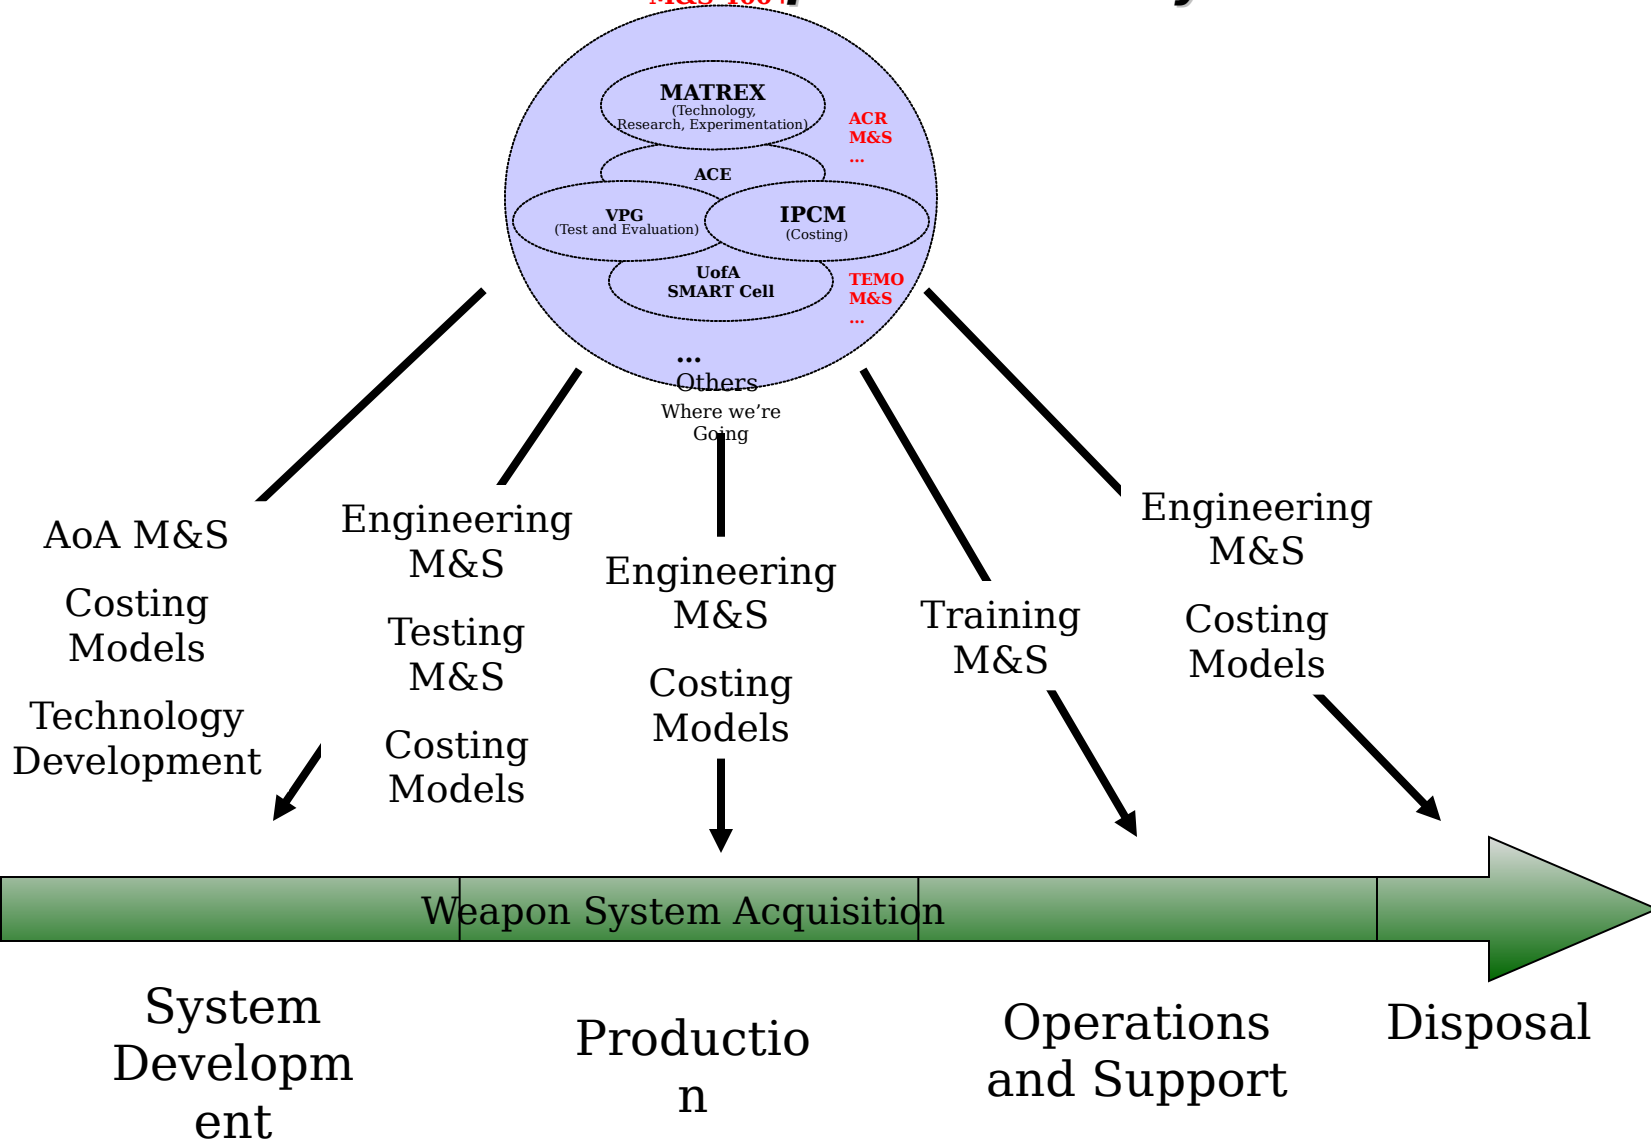 MATREX
(Technology,
Research, Experimentation)
ACR
M&S
...
ACE
VPG
(Test and Evaluation)
IPCM
(Costing)
UofA
SMART Cell
TEMO
M&S
...
...
Others
Where we’re
Going
AoA M&S
Costing
Models
Technology
Development
Engineering
M&S
Testing
M&S
Costing
Models
Engineering
M&S
Costing
Models
Training
M&S
Engineering
M&S
Costing
Models
Weapon System Acquisition
System
Developm
ent
Productio
n
Operations
and Support
Disposal